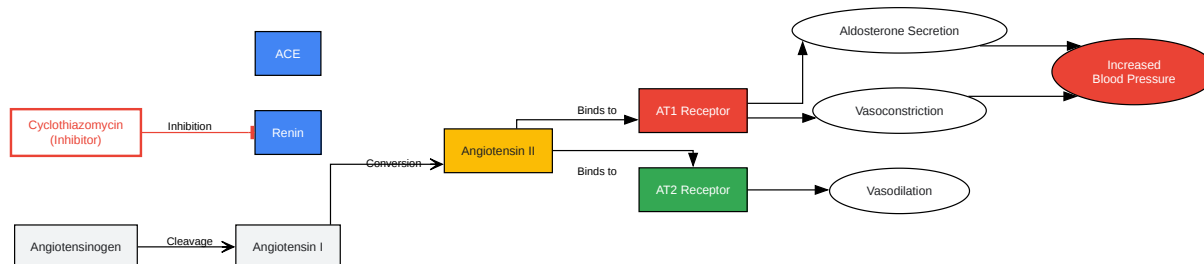 ACE
Cyclothiazomycin
(Inhibitor)
Inhibition
Renin
Angiotensinogen
Cleavage
Angiotensin I
Conversion
Angiotensin II
Binds to
Binds to
AT1 Receptor
AT2 Receptor
Aldosterone Secretion
Vasoconstriction
Vasodilation
Increased
Blood Pressure